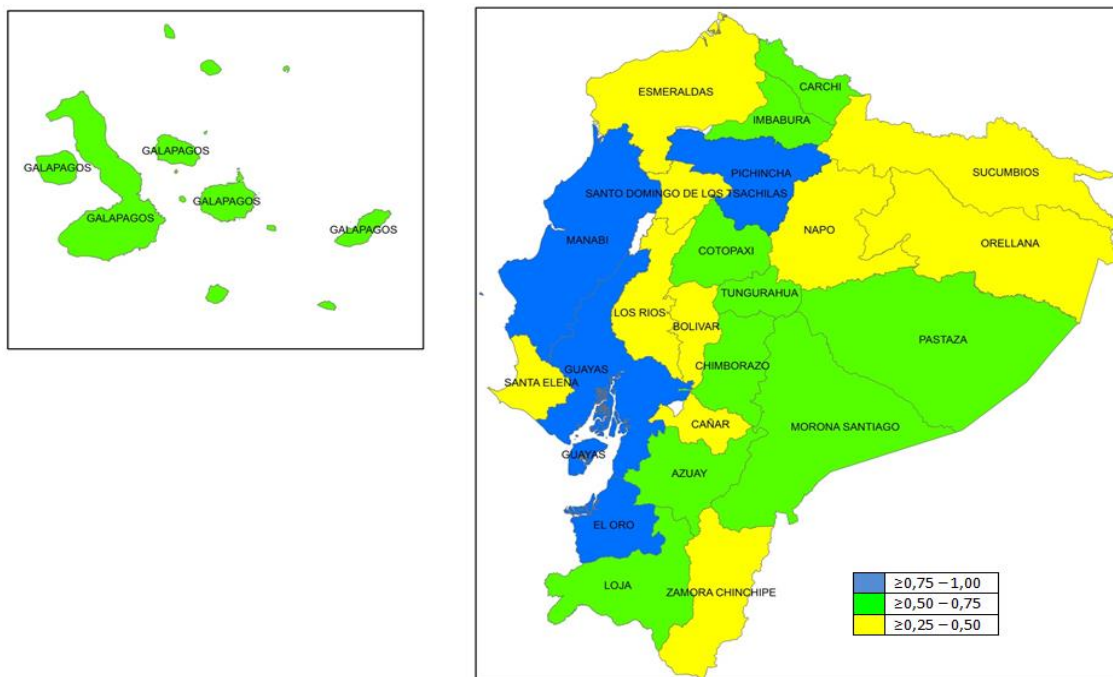 GALAPAGOS
GALAPAGOS
GALAPAGOS
GALAPAGOS
GALAPAGOS
ESMERALDAS
CARCHI
IMBABURA
PICHINCHA
SUCUMBIOS
SANTO DOMINGO DE LOS TSACHILAS
NAPO
MANABI
ORELLANA
COTOPAXI
TUNGURAHUA
LOS RIOS
BOLIVAR
PASTAZA
CHIMBORAZO
GUAYAS
SANTA ELENA
CAÑAR
MORONA SANTIAGO
GUAYAS
AZUAY
EL ORO
LOJA
ZAMORA CHINCHIPE
≥0,75 – 1,00
≥0,50 – 0,75
≥0,25 – 0,50